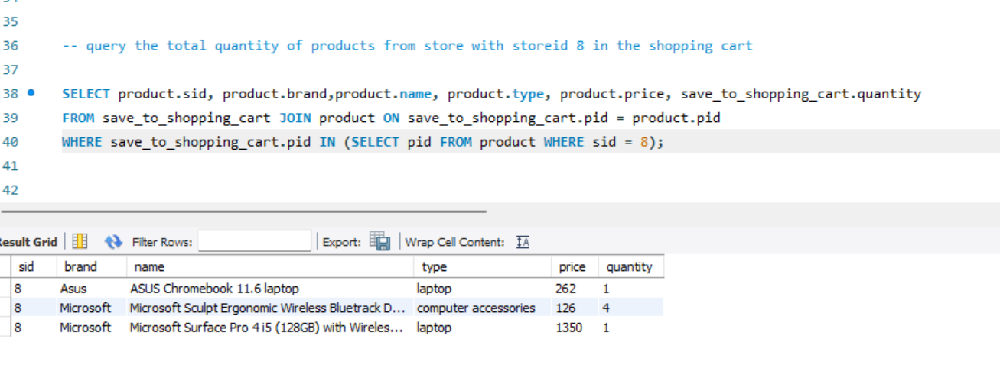 35
36 -- query the total quantity of products from store with storeid 8 in the shopping cart
37
38 SELECT product.sid, product.brand,product.name, product.type, product.price, save_to_shopping_cart.quantity
39 FROM save_to_shopping_cart JOIN product ON save_to_shopping_cart.pid = product.pid
40 WHERE save_to_shopping_cart.pid IN (SELECT pid FROM product WHERE sid = 8);
41
42
Result Grid Filter Rows: Export: Wrap Cell Content:
sid brand name type price quantity
8 Asus ASUS Chromebook 11.6 laptop laptop 262 1
8 Microsoft Microsoft Sculpt Ergonomic Wireless Bluetrack D... computer accessories 126 4
8 Microsoft Microsoft Surface Pro 4 i5 (128GB) with Wireles... laptop 1350 1